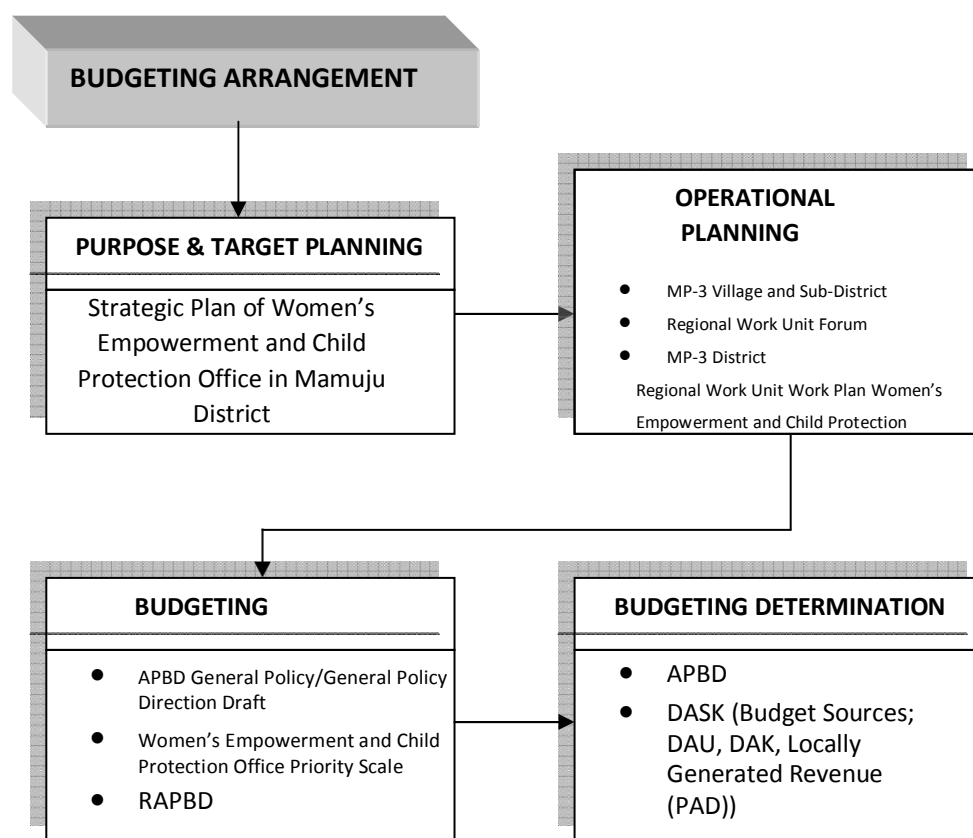 BUDGETING ARRANGEMENT
PURPOSE & TARGET PLANNING
Strategic Plan of Women’s
Empowerment and Child
Protection Office in Mamuju
District
OPERATIONAL
PLANNING
● MP-3 Village and Sub-District
● Regional Work Unit Forum
● MP-3 District
Regional Work Unit Work Plan Women’s
Empowerment and Child Protection
BUDGETING
● APBD General Policy/General Policy
Direction Draft
● Women’s Empowerment and Child
Protection Office Priority Scale
● RAPBD
BUDGETING DETERMINATION
● APBD
● DASK (Budget Sources;
DAU, DAK, Locally
Generated Revenue
(PAD))